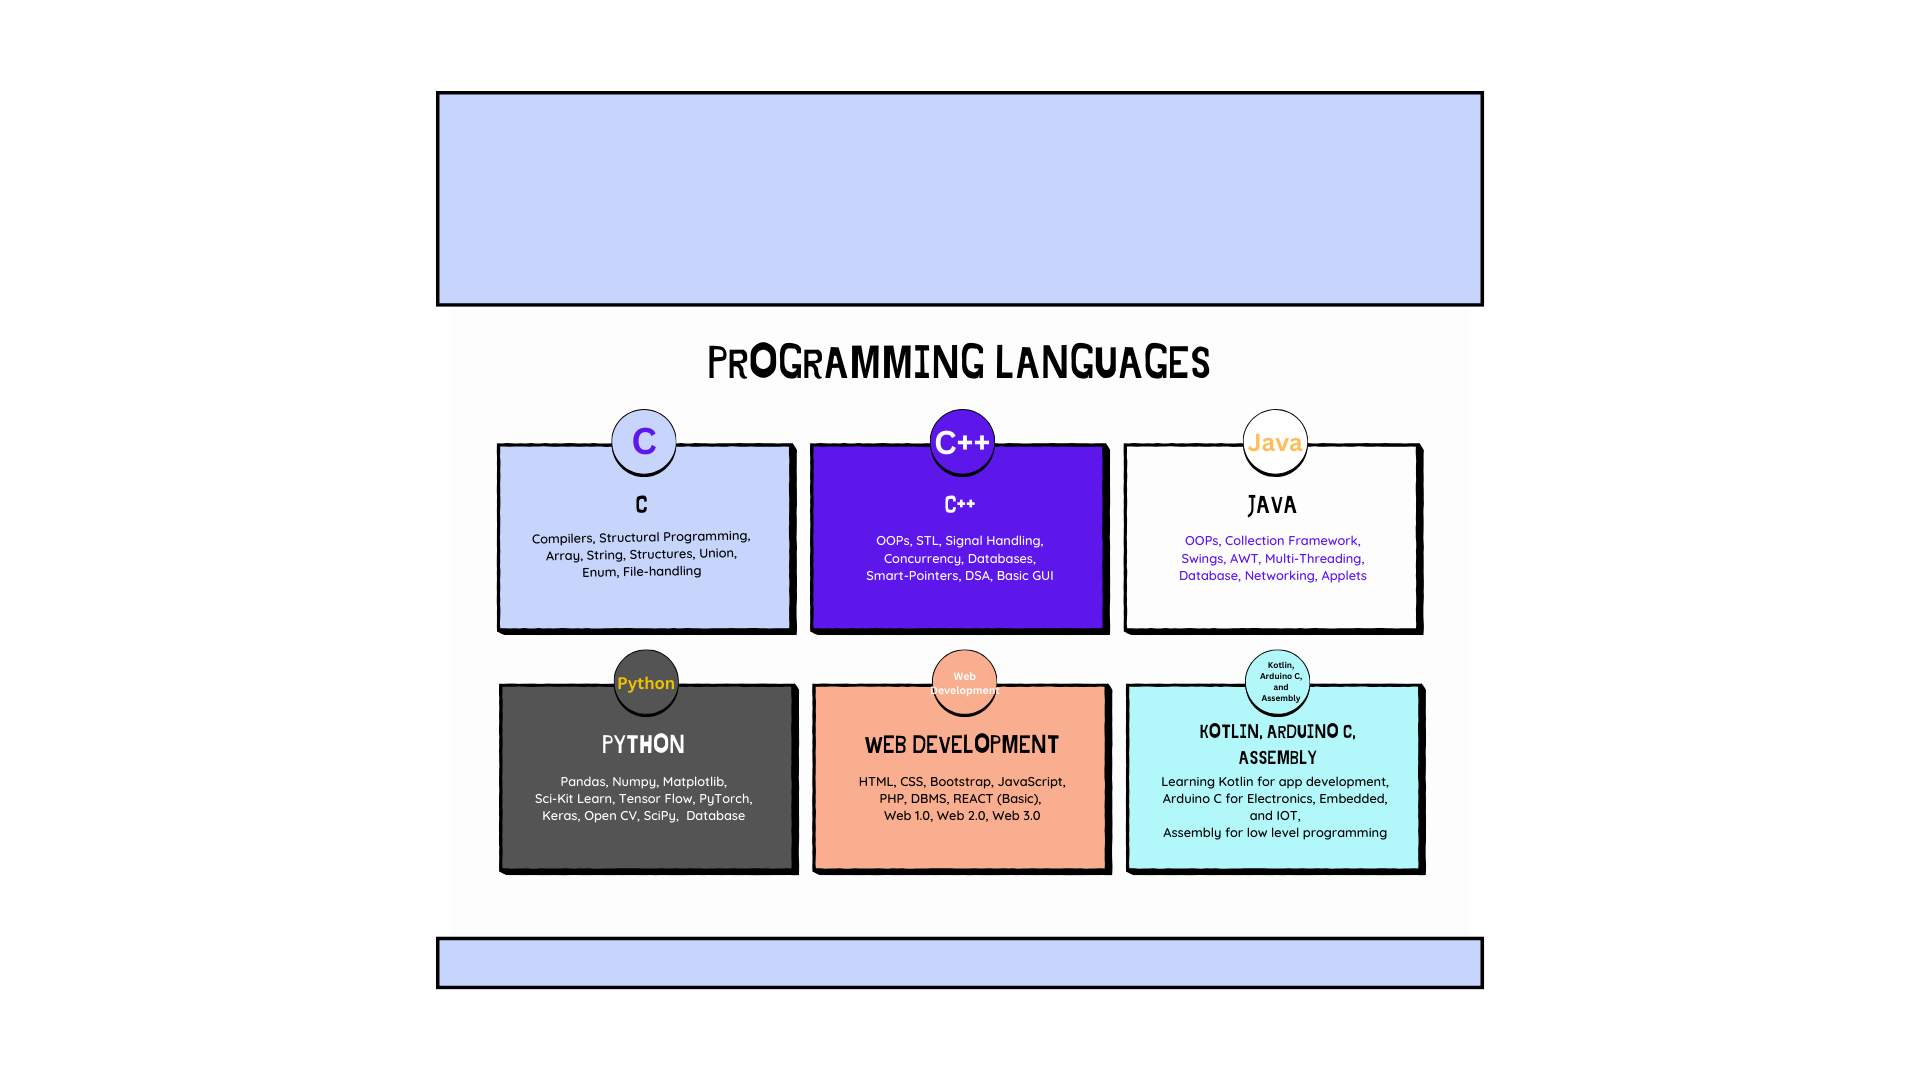 PROGRAMMING LANGUAGES
C
C
Compilers, Structural Programming,
Array, String, Structures, Union,
Enum, File-handling
C++
C++
OOPs, STL, Signal Handling,
Concurrency, Databases,
Smart-Pointers, DSA, Basic GUI
Java
JAVA
OOPs, Collection Framework,
Swings, AWT, Multi-Threading,
Database, Networking, Applets
Python
PYTHON
Pandas, Numpy, Matplotlib,
Sci-Kit Learn, Tensor Flow, PyTorch,
Keras, Open CV, SciPy, Database
Web
Development
WEB DEVELOPMENT
HTML, CSS, Bootstrap, JavaScript,
PHP, DBMS, REACT (Basic),
Web 1.0, Web 2.0, Web 3.0
Kotlin,
Arduino C,
and
Assembly
KOTLIN, ARDUINO C,
ASSEMBLY
Learning Kotlin for app development,
Arduino C for Electronics, Embedded,
and IOT,
Assembly for low level programming